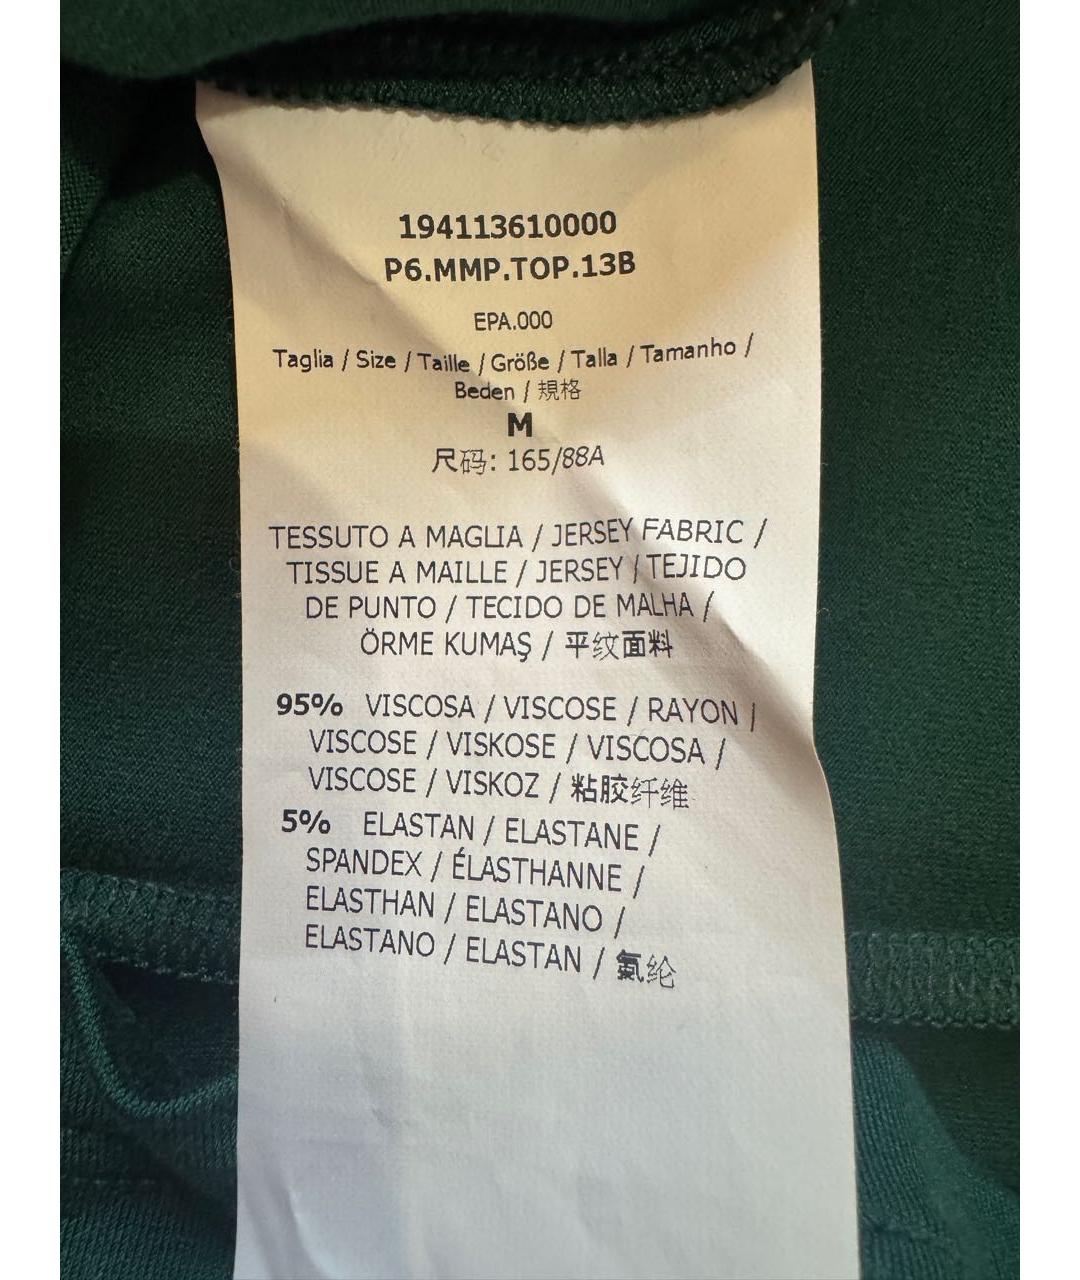 194113610000
P6.MMP.TOP.13B
EPA.000
Taglia / Size / Taille / Größe / Talla / Tamanho /
Beden / 規格
M
尺码: 165/88A
TESSUTO A MAGLIA / JERSEY FABRIC /
TISSUE A MAILLE / JERSEY / TEJIDO
DE PUNTO / TECIDO DE MALHA /
ÖRME KUMAŞ / 平纹面料
95% VISCOSA / VISCOSE / RAYON /
VISCOSE / VISKOSE / VISCOSA /
VISCOSE / VISKOZ / 粘胶纤维
5% ELASTAN / ELASTANE /
SPANDEX / ÉLASTHANNE /
ELASTHAN / ELASTANO /
ELASTANO / ELASTAN / 氨纶